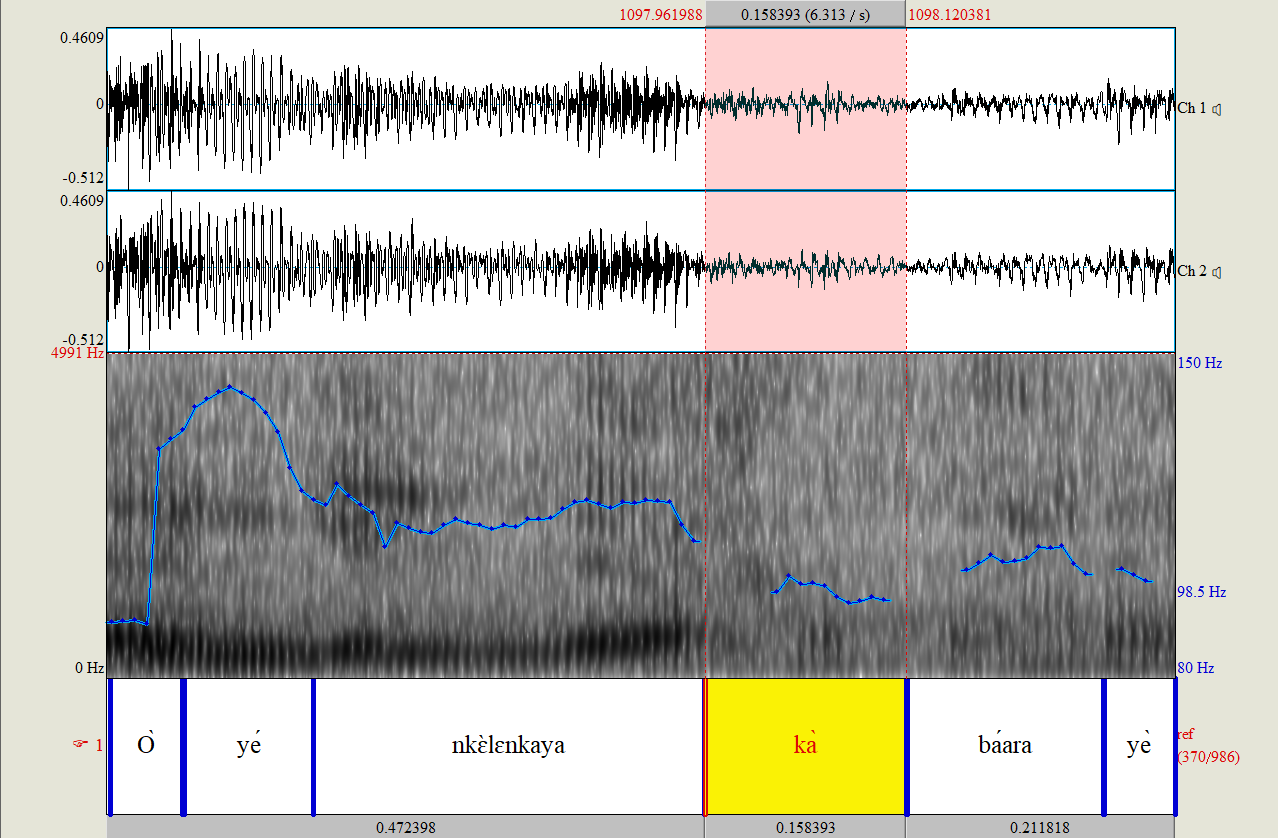 1097.961988 0.158393 (6.313 / s) 1098.120381
0.4609
0
Ch 1
-0.512
0.4609
0
Ch 2
-0.512
4991 Hz
150 Hz
98.5 Hz
0 Hz
80 Hz
1 Ò yé nkɛ̀lɛnkaya kà báara yè ref
(370/986)
0.472398 0.158393 0.211818